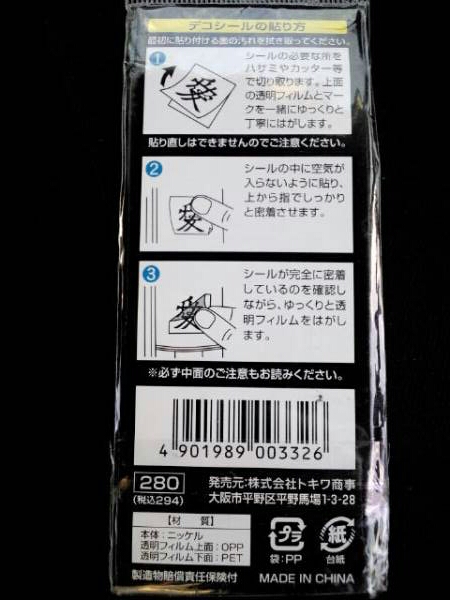 デコシールの貼り方
最初に貼り付ける面の汚れを拭き取ってください。
1
シールの必要な所を
ハサミやカッター等
で切り取ります。上面
の透明フィルムとマー
クを一緒にゆっくりと
丁寧にはがします。
貼り直しはできませんのでご注意ください。
2
シールの中に空気が
入らないように貼り、
上から指でしっかり
と密着させます。
3
シールが完全に密着
しているのを確認し
ながら、ゆっくりと透
明フィルムをはがし
ます。
※必ず中面のご注意もお読みください。
4 901989 003326
280
(税込294)
発売元:株式会社トキワ商事
大阪市平野区平野馬場1-3-28
【材 質】
本体:ニッケル
透明フィルム上面:OPP
透明フィルム下面:PET
プラ
袋:PP
紙
台紙
製造物賠償責任保険付
MADE IN CHINA